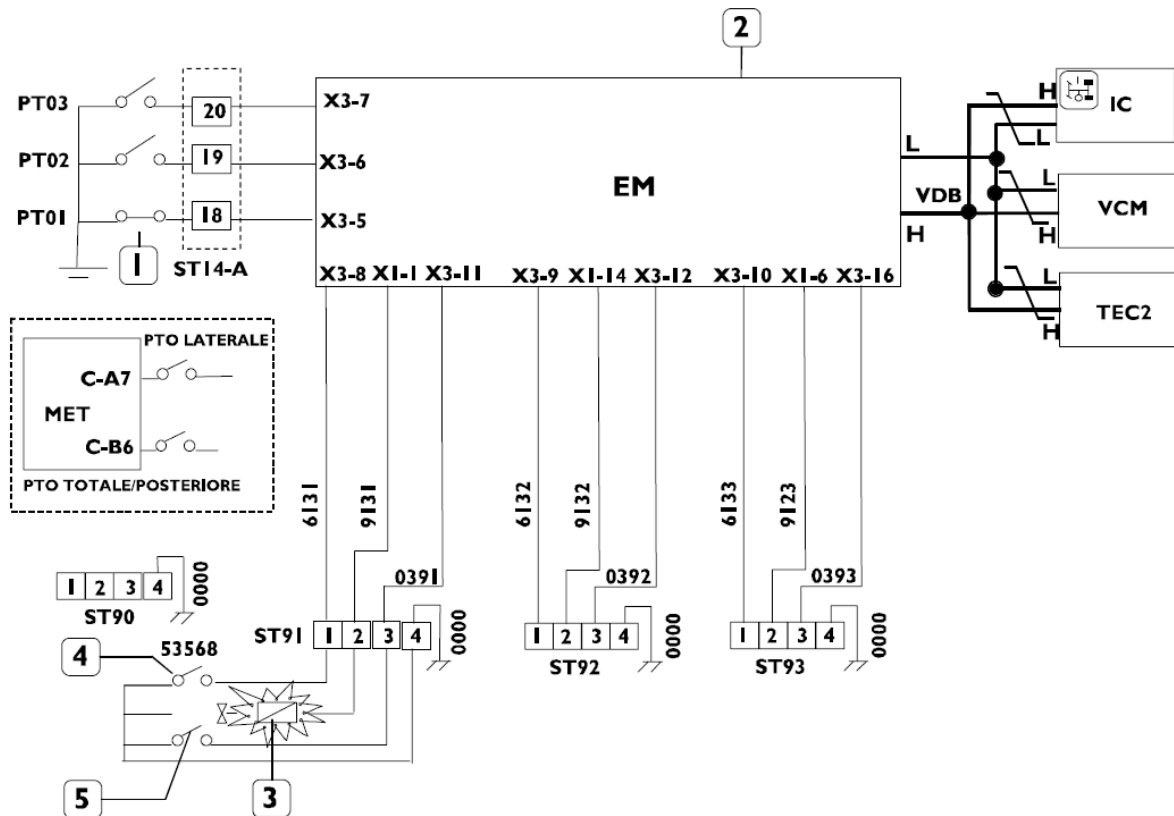 2
PT03
20
X3-7
PT02
19
X3-6
PT01
18
X3-5
1
ST14-A
EM
L
VDB
H
H
IC
L
L
VCM
H
L
TEC2
H
X3-8 X1-1 X3-11 X3-9 X1-14 X3-12 X3-10 X1-6 X3-16
PTO LATERALE
C-A7
MET
C-B6
PTO TOTALE/POSTERIORE
6131
9131
0391
6132
9132
0392
6133
9123
0393
1 2 3 4
0000
ST90
ST91
1 2 3 4
0000
1 2 3 4
0000
ST92
1 2 3 4
0000
ST93
4
53568
5
3